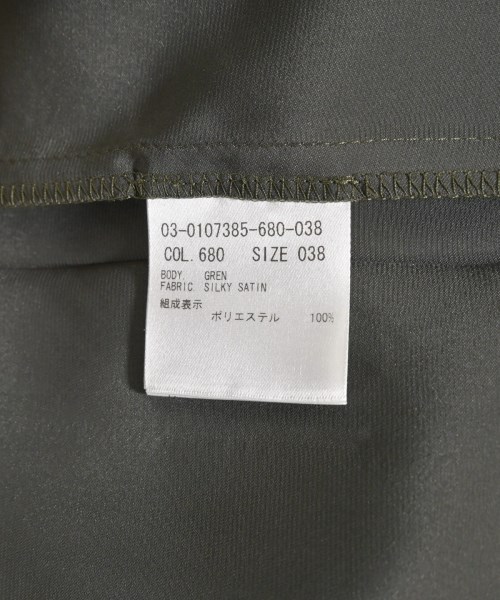 03-0107385-680-038
COL. 680 SIZE 038
BODY. GREN
FABRIC SILKY SATIN
組成表示
ポリエステル 100%